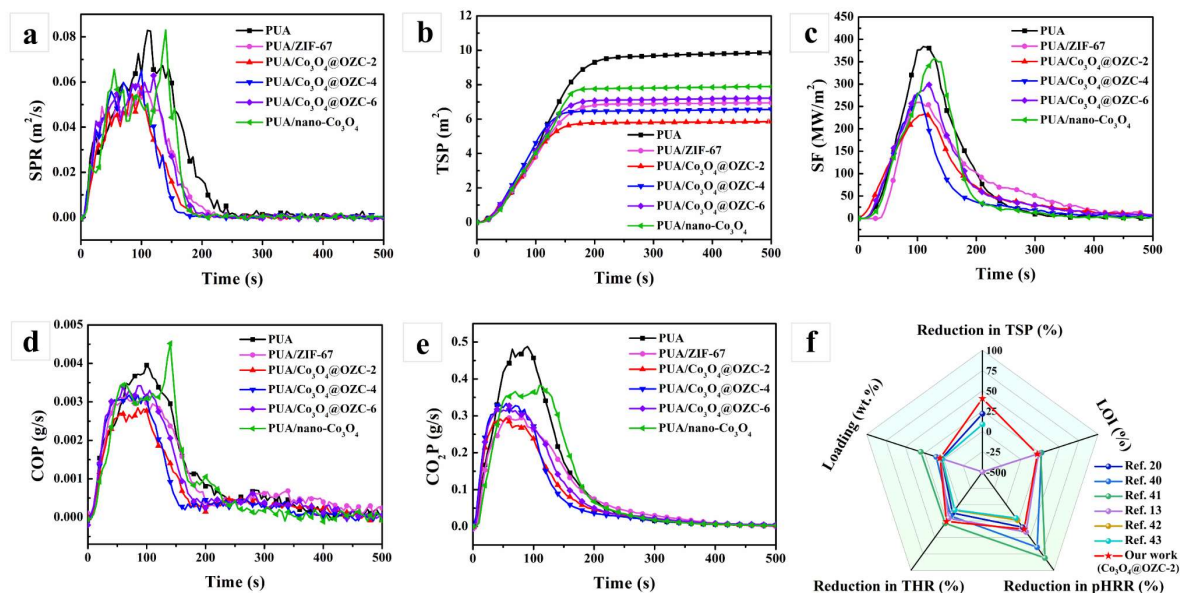 a
SPR (m²/s)
0.08
0.06
0.04
0.02
0.00
PUA
PUA/ZIF-67
PUA/Co₃O₄@OZC-2
PUA/Co₃O₄@OZC-4
PUA/Co₃O₄@OZC-6
PUA/nano-Co₃O₄
0 100 200 300 400 500
Time (s)
b
TSP (m²)
12
10
8
6
4
2
0
PUA
PUA/ZIF-67
PUA/Co₃O₄@OZC-2
PUA/Co₃O₄@OZC-4
PUA/Co₃O₄@OZC-6
PUA/nano-Co₃O₄
0 100 200 300 400 500
Time (s)
c
SF (MW/m²)
450
400
350
300
250
200
150
100
50
0
PUA
PUA/ZIF-67
PUA/Co₃O₄@OZC-2
PUA/Co₃O₄@OZC-4
PUA/Co₃O₄@OZC-6
PUA/nano-Co₃O₄
0 100 200 300 400 500
Time (s)
d
COP (g/s)
0.005
0.004
0.003
0.002
0.001
0.000
PUA
PUA/ZIF-67
PUA/Co₃O₄@OZC-2
PUA/Co₃O₄@OZC-4
PUA/Co₃O₄@OZC-6
PUA/nano-Co₃O₄
0 100 200 300 400 500
Time (s)
e
CO₂P (g/s)
0.5
0.4
0.3
0.2
0.1
0.0
PUA
PUA/ZIF-67
PUA/Co₃O₄@OZC-2
PUA/Co₃O₄@OZC-4
PUA/Co₃O₄@OZC-6
PUA/nano-Co₃O₄
0 100 200 300 400 500
Time (s)
f
Reduction in TSP (%)
100
75
50
25
0
-25
-500
Loading (wt.%)
LOI (%)
Reduction in THR (%)
Reduction in pHRR (%)
Ref. 20
Ref. 40
Ref. 41
Ref. 13
Ref. 42
Ref. 43
Our work
(Co₃O₄@OZC-2)